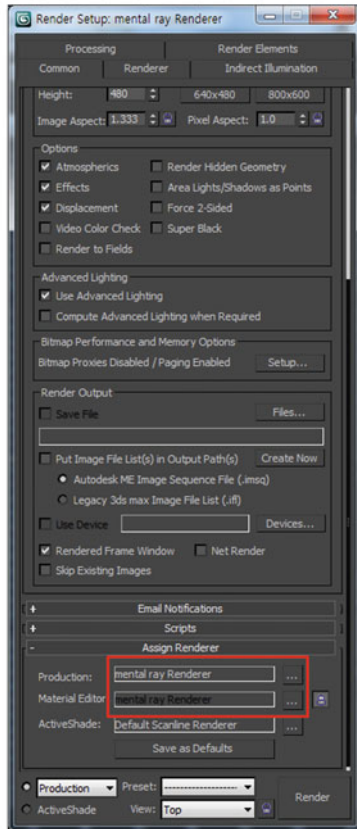 Render Setup: mental ray Renderer
Processing Render Elements
Common Renderer Indirect Illumination
Height: 480 640x480 800x600
Image Aspect: 1.333 Pixel Aspect: 1.0
Options
Atmospherics Render Hidden Geometry
Effects Area Lights/Shadows as Points
Displacement Force 2-Sided
Video Color Check Super Black
Render to Fields
Advanced Lighting
Use Advanced Lighting
Compute Advanced Lighting when Required
Bitmap Performance and Memory Options
Bitmap Proxies Disabled / Paging Enabled Setup...
Render Output
Save File Files...
Put Image File List(s) in Output Path(s) Create Now
Autodesk ME Image Sequence File (.imsq)
Legacy 3ds max Image File List (.ifl)
Use Device Devices...
Rendered Frame Window Net Render
Skip Existing Images
+ Email Notifications
+ Scripts
- Assign Renderer
Production: mental ray Renderer ...
Material Editor mental ray Renderer ...
ActiveShade: Default Scanline Renderer ...
Save as Defaults
Production Preset: -------------------- Render
ActiveShade View: Top